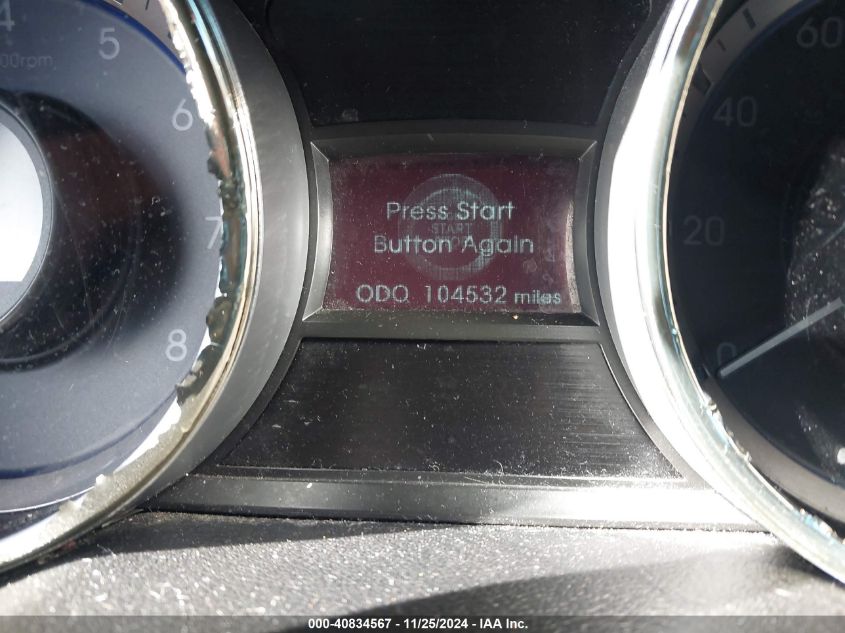 4
5
00rpm
6
7
8
Press Start
START
Button Again
ODO 104532 miles
60
40
20
0
000-40834567 - 11/25/2024 - IAA Inc.